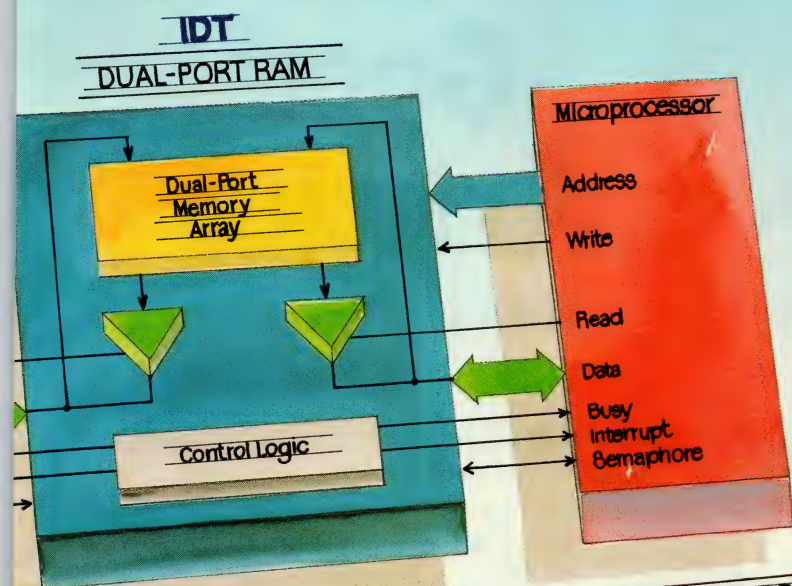 IDT
DUAL-PORT RAM
Dual-Port
Memory
Array
Control Logic
Microprocessor
Address
Write
Read
Data
Busy
Interrupt
Semaphore